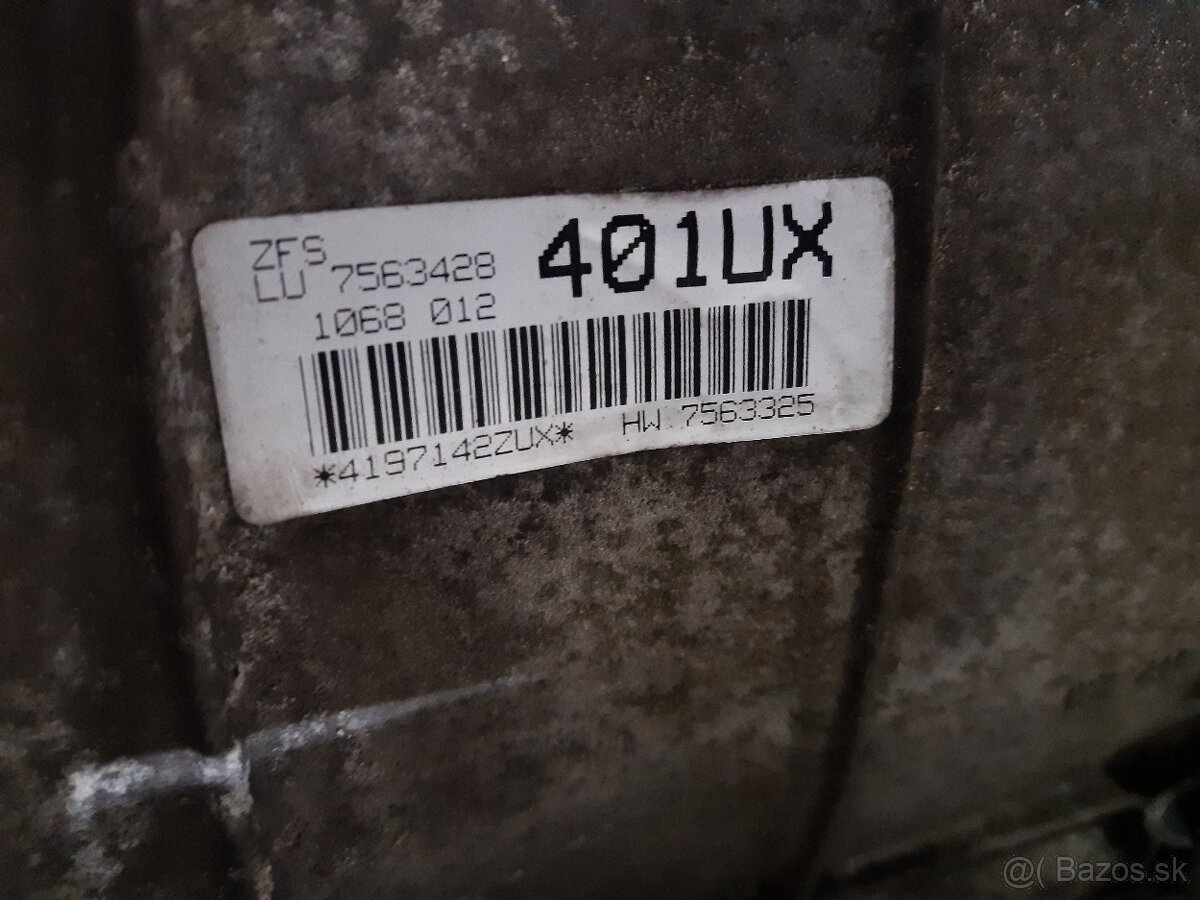 ZFS 401UX
LU 7563428
1068 012
*4197142ZUX* HW 7563325
@( Bazos.sk